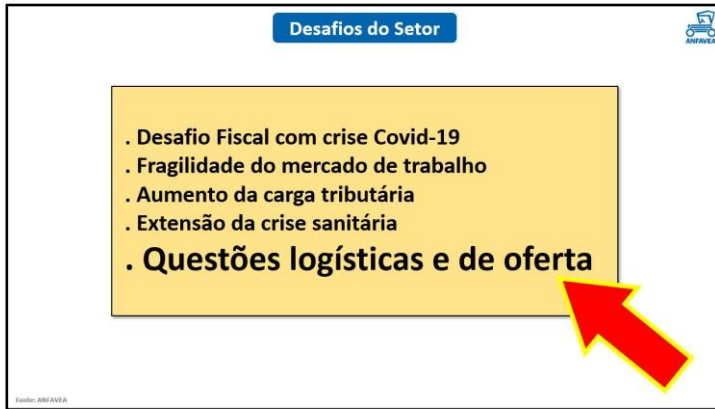 Desafios do Setor
ANFAVEA
. Desafio Fiscal com crise Covid-19
. Fragilidade do mercado de trabalho
. Aumento da carga tributária
. Extensão da crise sanitária
. Questões logísticas e de oferta
Fonte: ANFAVEA